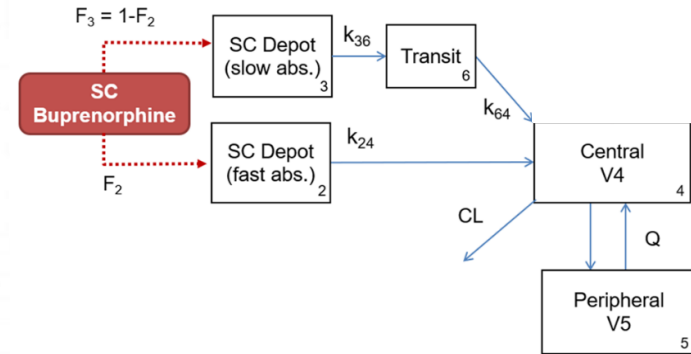 F₃ = 1-F₂
SC
Buprenorphine
F₂
SC Depot
(slow abs.)
3
k₃₆
Transit
6
k₆₄
SC Depot
(fast abs.)
2
k₂₄
Central
V4
4
CL
Q
Peripheral
V5
5